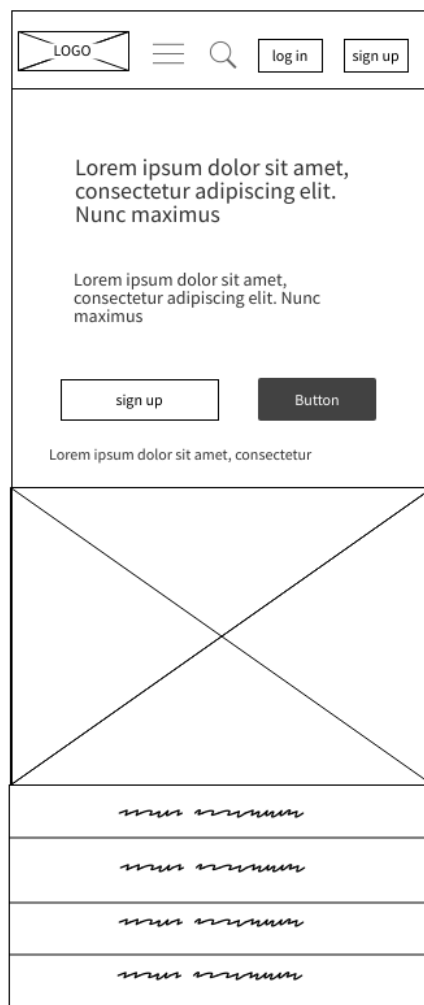 LOGO
log in
sign up
Lorem ipsum dolor sit amet,
consectetur adipiscing elit.
Nunc maximus
Lorem ipsum dolor sit amet,
consectetur adipiscing elit. Nunc
maximus
sign up
Button
Lorem ipsum dolor sit amet, consectetur